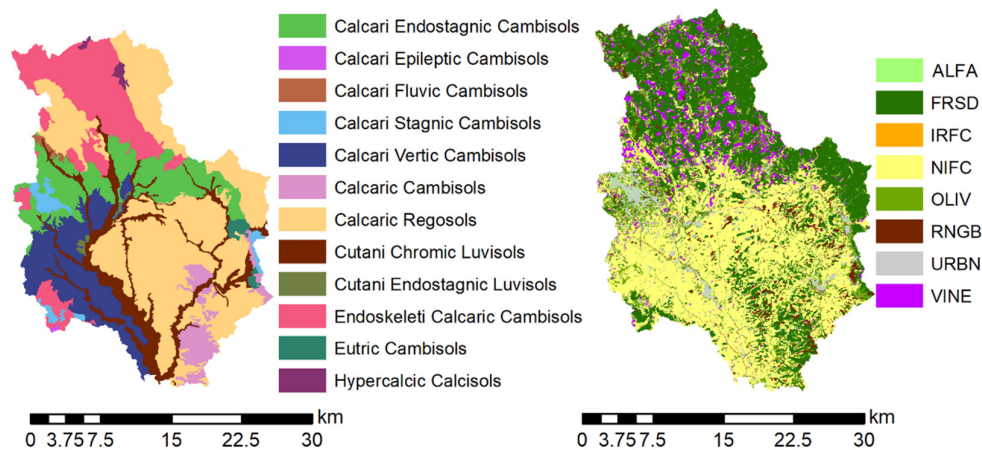 Calcari Endostagnic Cambisols
Calcari Epileptic Cambisols
Calcari Fluvic Cambisols
Calcari Stagnic Cambisols
Calcari Vertic Cambisols
Calcaric Cambisols
Calcaric Regosols
Cutani Chromic Luvisols
Cutani Endostagnic Luvisols
Endoskeleti Calcaric Cambisols
Eutric Cambisols
Hypercalcic Calcisols
km
0 3.75 7.5 15 22.5 30
ALFA
FRSD
IRFC
NIFC
OLIV
RNGB
URBN
VINE
km
0 3.75 7.5 15 22.5 30